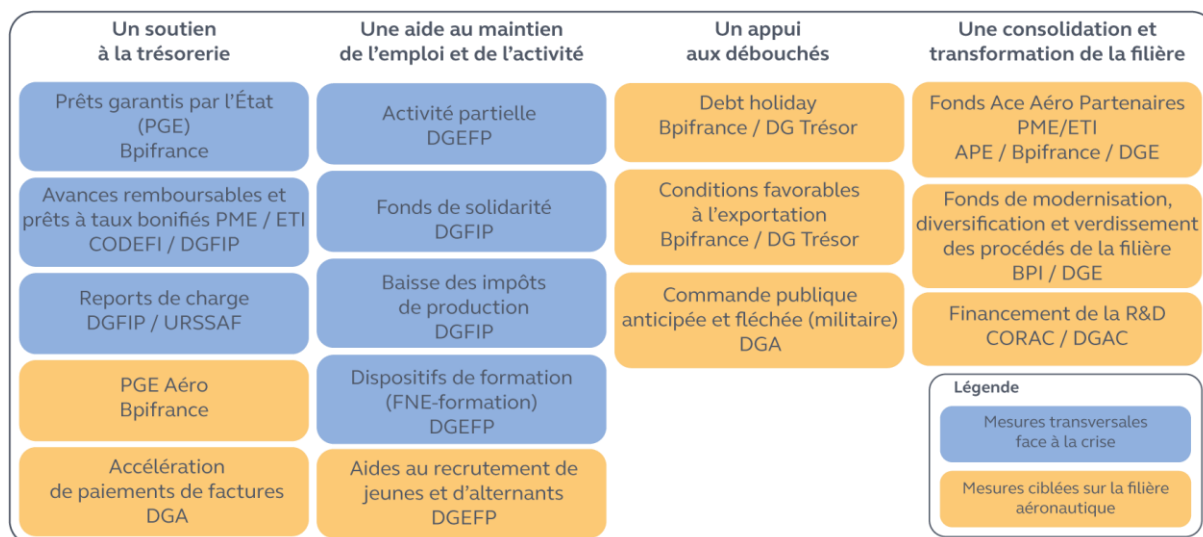 Un soutien
à la trésorerie
Prêts garantis par l'État
(PGE)
Bpifrance
Avances remboursables et
prêts à taux bonifiés PME / ETI
CODEFI / DGFIP
Reports de charge
DGFIP / URSSAF
PGE Aéro
Bpifrance
Accélération
de paiements de factures
DGA
Une aide au maintien
de l'emploi et de l'activité
Activité partielle
DGEFP
Fonds de solidarité
DGFIP
Baisse des impôts
de production
DGFIP
Dispositifs de formation
(FNE-formation)
DGEFP
Aides au recrutement de
jeunes et d'alternants
DGEFP
Un appui
aux débouchés
Debt holiday
Bpifrance / DG Trésor
Conditions favorables
à l'exportation
Bpifrance / DG Trésor
Commande publique
anticipée et fléchée (militaire)
DGA
Une consolidation et
transformation de la filière
Fonds Ace Aéro Partenaires
PME/ETI
APE / Bpifrance / DGE
Fonds de modernisation,
diversification et verdissement
des procédés de la filière
BPI / DGE
Financement de la R&D
CORAC / DGAC
Légende
Mesures transversales
face à la crise
Mesures ciblées sur la filière
aéronautique